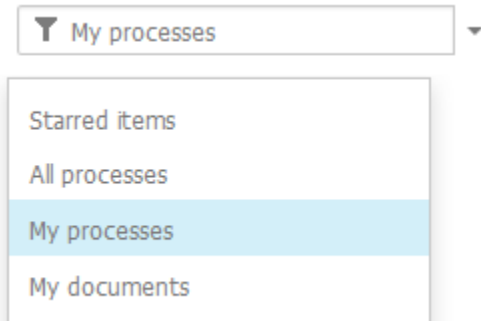 My processes
Starred items
All processes
My processes
My documents